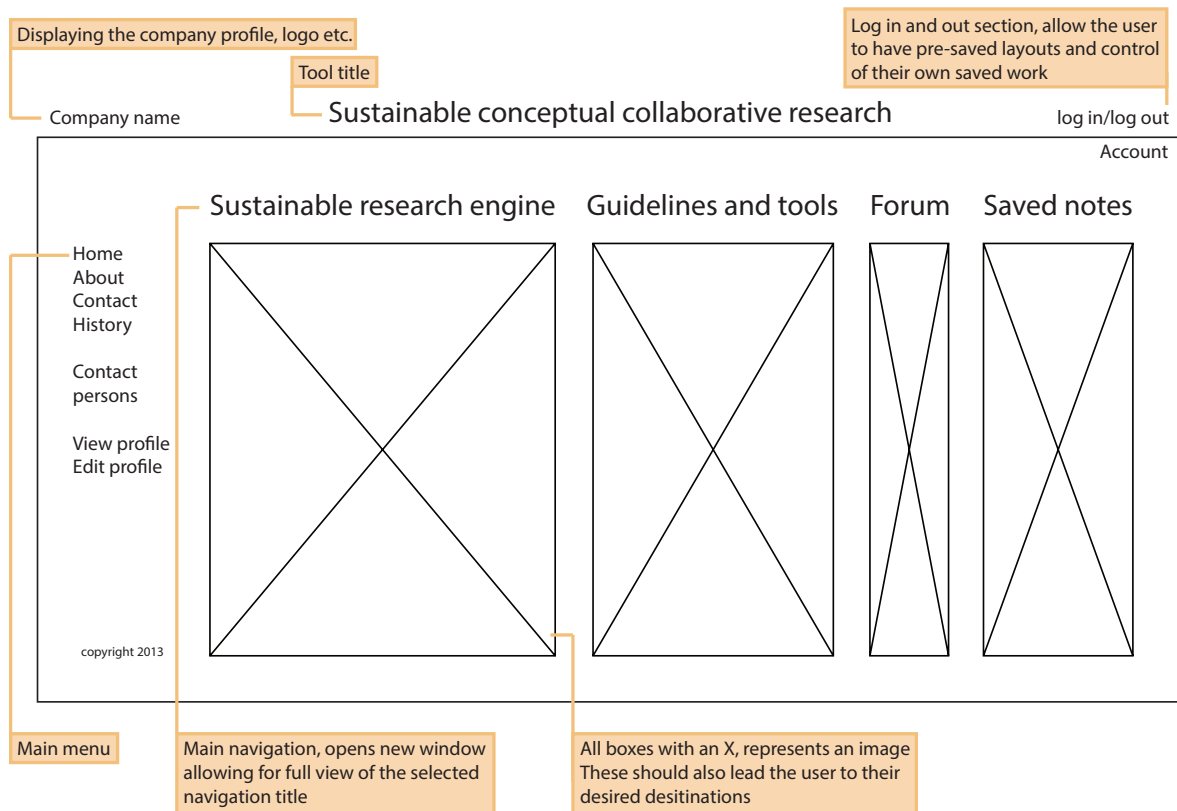 Displaying the company profile, logo etc.
Log in and out section, allow the user
to have pre-saved layouts and control
of their own saved work
Tool title
Company name
Sustainable conceptual collaborative research
log in/log out
Account
Sustainable research engine
Guidelines and tools
Forum
Saved notes
Home
About
Contact
History
Contact
persons
View profile
Edit profile
copyright 2013
Main menu
Main navigation, opens new window
allowing for full view of the selected
navigation title
All boxes with an X, represents an image
These should also lead the user to their
desired desitinations